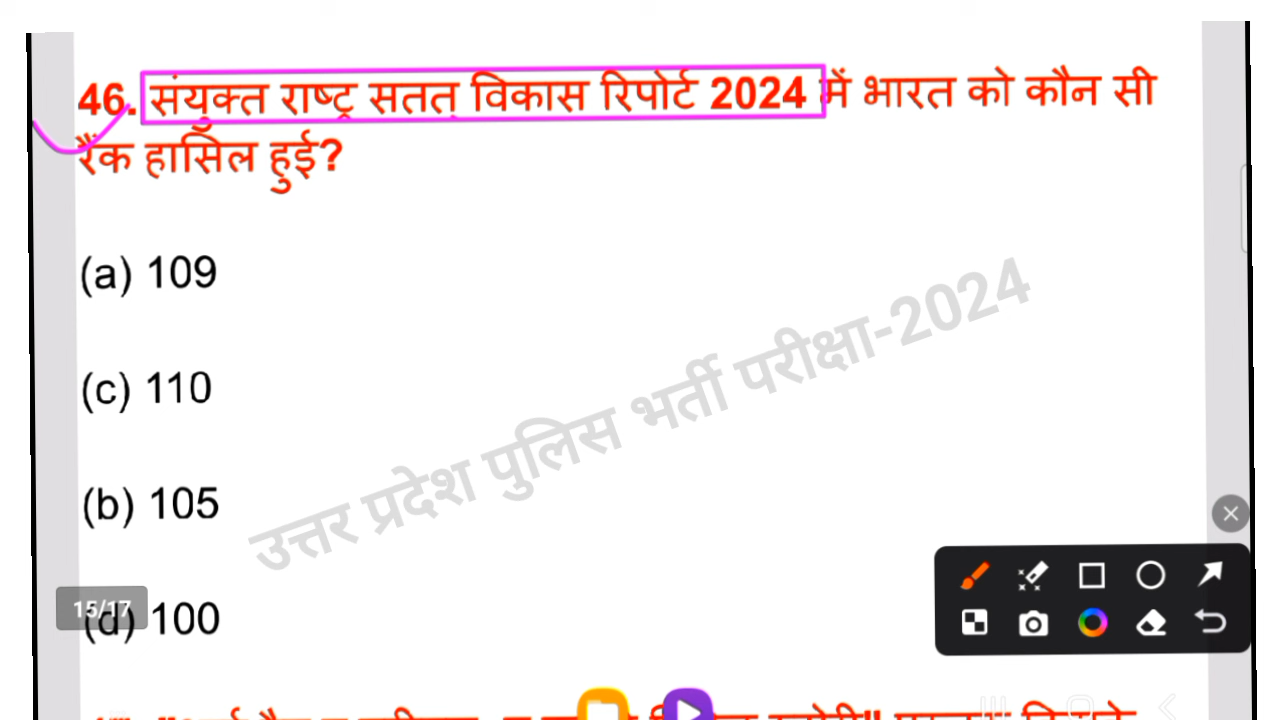 46. संयुक्त राष्ट्र सतत् विकास रिपोर्ट 2024 में भारत को कौन सी
रैंक हासिल हुई?
(a) 109
(c) 110
(b) 105
(d) 100
15/17
उत्तर प्रदेश पुलिस भर्ती परीक्षा-2024